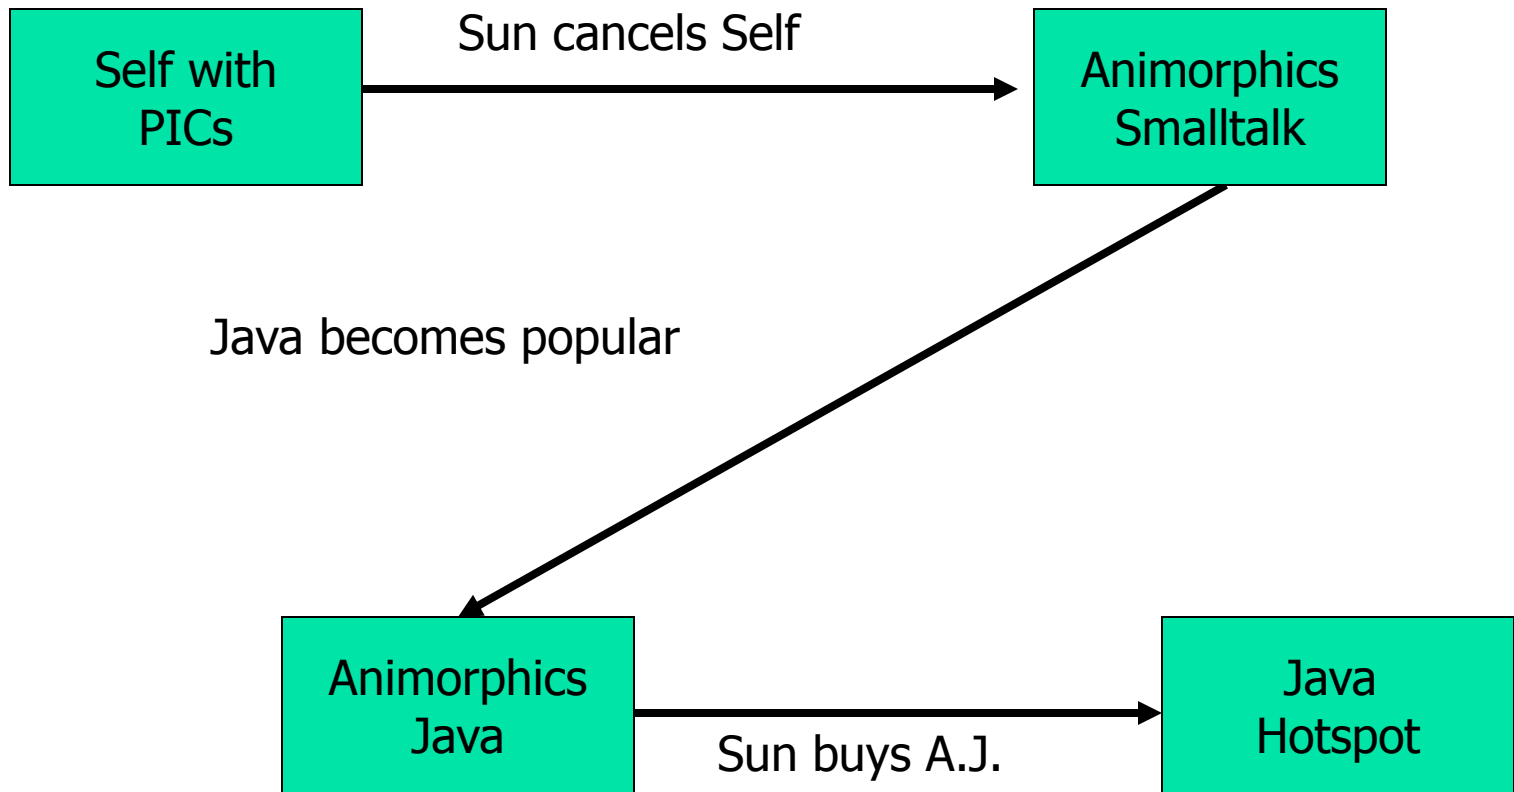 Sun cancels Self
Self with
PICs
Animorphics
Smalltalk
Java becomes popular
Animorphics
Java
Sun buys A.J.
Java
Hotspot